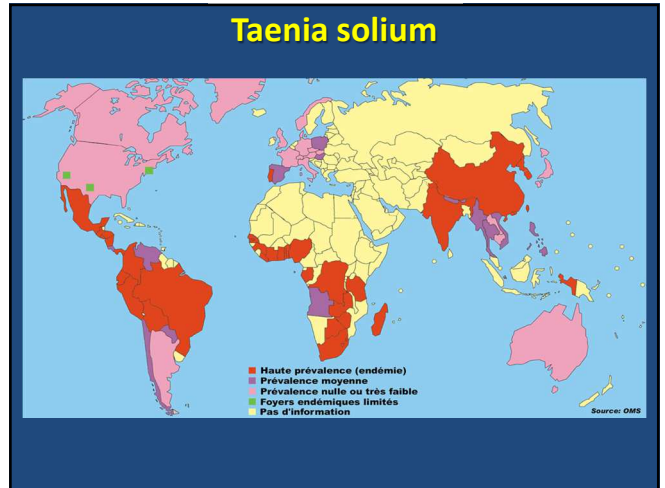 Taenia solium
Haute prévalence (endémie)
Prévalence moyenne
Prévalence nulle ou très faible
Foyers endémiques limités
Pas d'information
Source: OMS